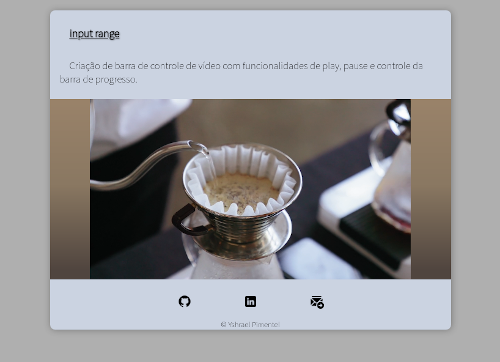 input range
Criação de barra de controle de vídeo com funcionalidades de play, pause e controle da
barra de progresso.
© Yshrael Pimentel